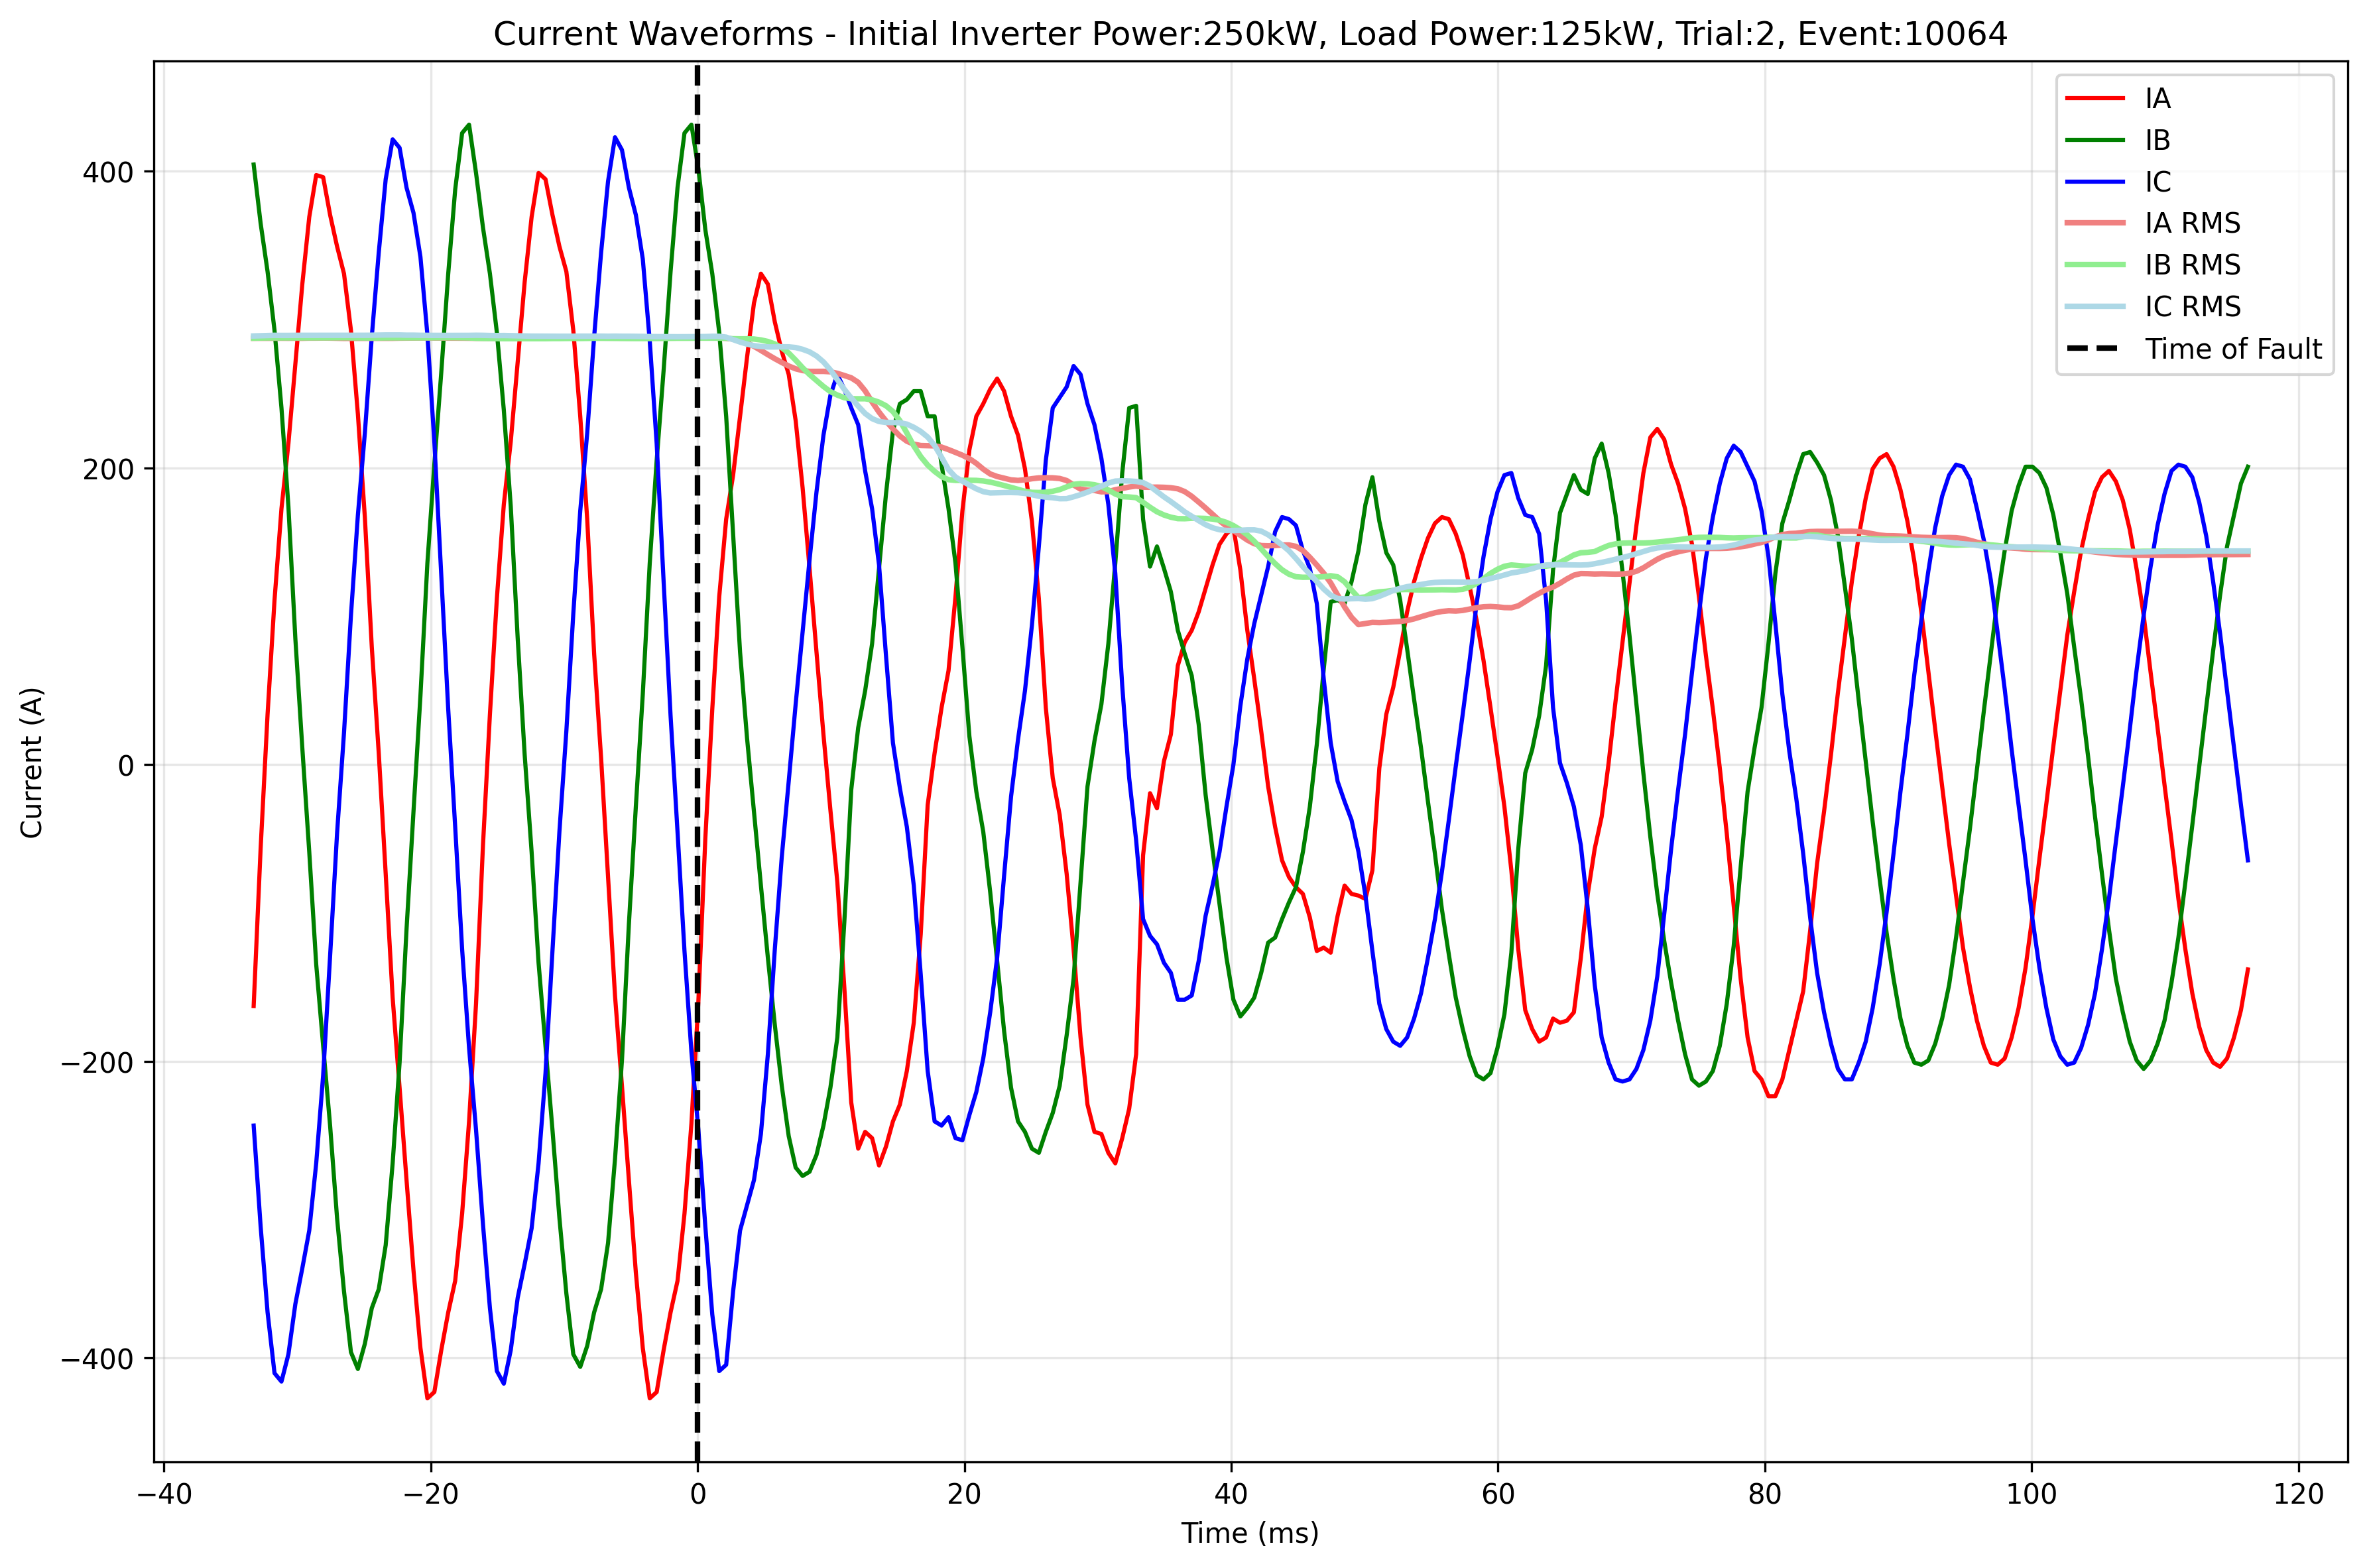 Current Waveforms - Initial Inverter Power:250kW, Load Power:125kW, Trial:2, Event:10064
IA
IB
IC
IA RMS
IB RMS
IC RMS
Time of Fault
400
200
0
−200
−400
Current (A)
−40
−20
0
20
40
60
80
100
120
Time (ms)